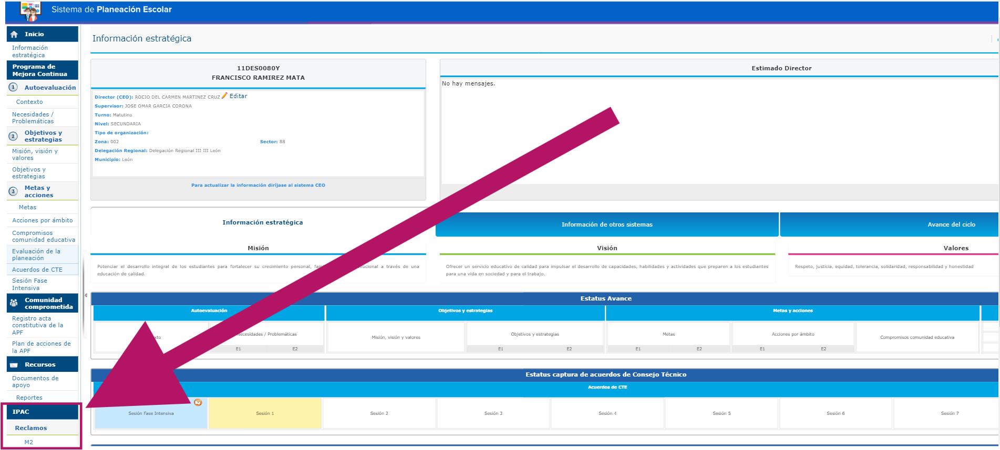 Sistema de Planeación Escolar
Inicio
Información
estratégica
Programa de
Mejora Continua
1 Autoevaluación
Contexto
Necesidades /
Problemáticas
2 Objetivos y
estrategias
Misión, visión y
valores
Objetivos y
estrategias
3 Metas y
acciones
Metas
Acciones por ámbito
Compromisos
comunidad educativa
Evaluación de la
planeación
Acuerdos de CTE
Sesión Fase
Intensiva
Comunidad
comprometida
Registro acta
constitutiva de la
APF
Plan de acciones de
la APF
Recursos
Documentos de
apoyo
Reportes
IPAC
Reclamos
M2
Información estratégica
11DES0080Y
FRANCISCO RAMIREZ MATA
Director (CEO): ROCIO DEL CARMEN MARTINEZ CRUZ Editar
Supervisor: JOSE OMAR GARCIA CORONA
Turno: Matutino
Nivel: SECUNDARIA
Tipo de organización:
Zona: 002 Sector: 88
Delegación Regional: Delegación Regional III III León
Municipio: León
Para actualizar la información diríjase al sistema CEO
Estimado Director
No hay mensajes.
Información estratégica
Información de otros sistemas
Avance del ciclo
Misión
Potenciar el desarrollo integral de los estudiantes para fortalecer su crecimiento personal, ocional a través de una
educación de calidad.
Visión
Ofrecer un servicio educativo de calidad para impulsar el desarrollo de capacidades, habilidades y actividades que preparen a los estudiantes
para una vida en sociedad y para el trabajo.
Valores
Respeto, justicia, equidad, tolerancia, solidaridad, responsabilidad y honestidad
Estatus Avance
Autoevaluación Objetivos y estrategias Metas y acciones
xto Necesidades / Problemáticas Misión, visión y valores Objetivos y estrategias Metas Acciones por ámbito Compromisos comunidad educativa
E1 E2 E1 E2 E1 E2 E1 E2
Estatus captura de acuerdos de Consejo Técnico
Acuerdos de CTE
Sesión Fase Intensiva Sesión 1 Sesión 2 Sesión 3 Sesión 4 Sesión 5 Sesión 6 Sesión 7